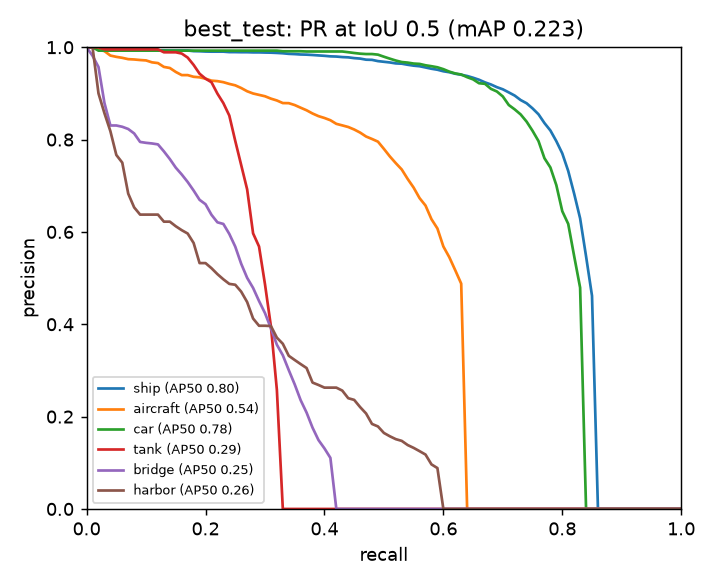 best_test: PR at IoU 0.5 (mAP 0.223)
1.0
0.8
0.6
0.4
0.2
0.0
precision
ship (AP50 0.80)
aircraft (AP50 0.54)
car (AP50 0.78)
tank (AP50 0.29)
bridge (AP50 0.25)
harbor (AP50 0.26)
0.0 0.2 0.4 0.6 0.8 1.0
recall